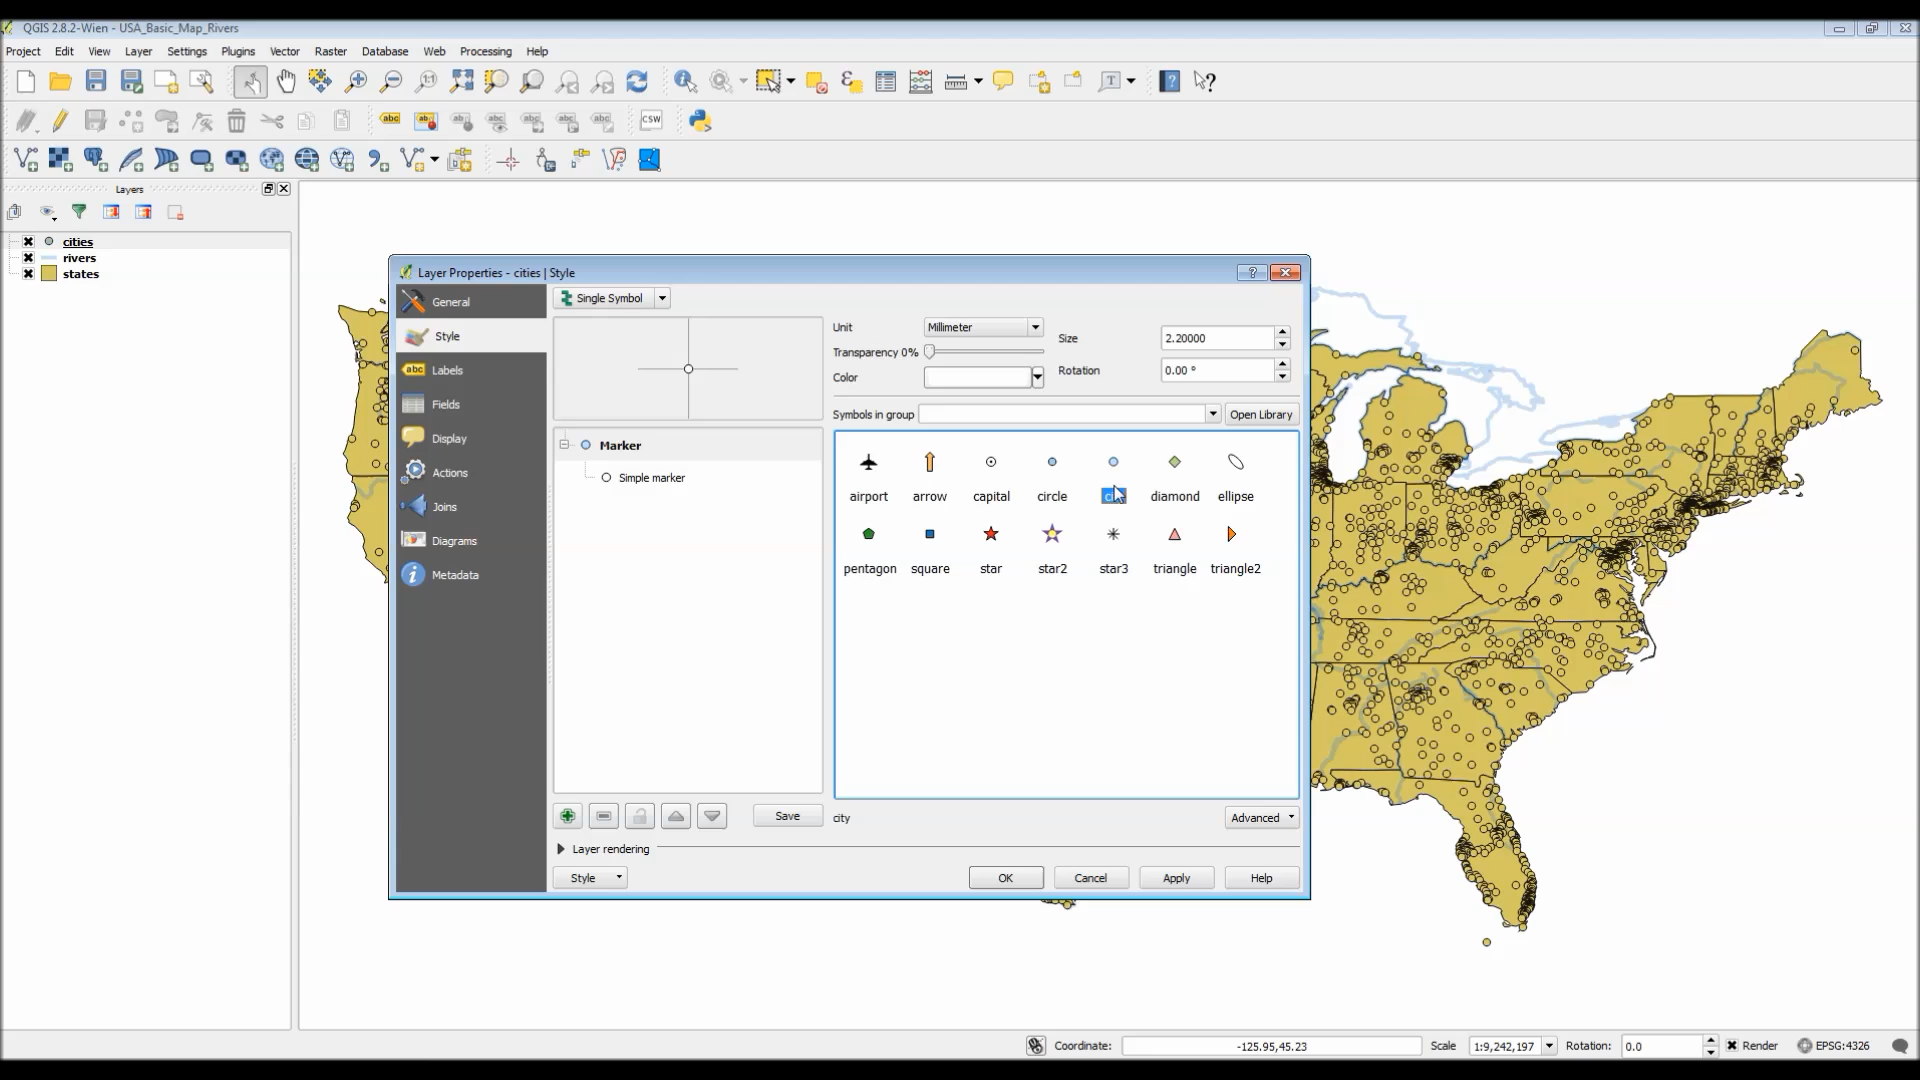 QGIS 2.8.2-Wien - USA_Basic_Map_Rivers
Project Edit View Layer Settings Plugins Vector Raster Database Web Processing Help
abc
CSW
Layers
cities
rivers
states
Layer Properties - cities | Style
General
Style
abc Labels
Fields
Display
Actions
Joins
Diagrams
Metadata
Single Symbol
Unit Millimeter Size 2.20000
Transparency 0%
Color Rotation 0.00 °
Symbols in group Open Library
Marker
Simple marker
airport arrow capital circle diamond ellipse
pentagon square star star2 star3 triangle triangle2
Save city Advanced
Layer rendering
Style OK Cancel Apply Help
Coordinate: -125.95,45.23 Scale 1:9,242,197 Rotation: 0.0 Render EPSG:4326